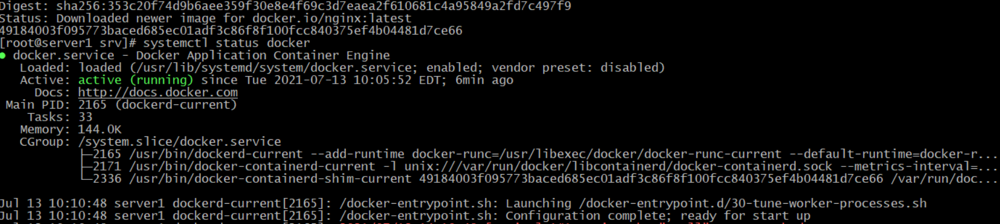 Digest: sha256:353c20f74d9b6aee359f30e8e4f69c3d7eaea2f610681c4a95849a2fd7c497f9
Status: Downloaded newer image for docker.io/nginx:latest
49184003f095773baced685ec01adf3c86f8f100fcc840375ef4b04481d7ce66
[root@server1 srv]# systemctl status docker
● docker.service - Docker Application Container Engine
Loaded: loaded (/usr/lib/systemd/system/docker.service; enabled; vendor preset: disabled)
Active: active (running) since Tue 2021-07-13 10:05:52 EDT; 6min ago
Docs: http://docs.docker.com
Main PID: 2165 (dockerd-current)
Tasks: 33
Memory: 144.0K
CGroup: /system.slice/docker.service
├─2165 /usr/bin/dockerd-current --add-runtime docker-runc=/usr/libexec/docker/docker-runc-current --default-runtime=docker-r...
├─2171 /usr/bin/docker-containerd-current -l unix:///var/run/docker/libcontainerd/docker-containerd.sock --metrics-interval=...
└─2336 /usr/bin/docker-containerd-shim-current 49184003f095773baced685ec01adf3c86f8f100fcc840375ef4b04481d7ce66 /var/run/doc...
Jul 13 10:10:48 server1 dockerd-current[2165]: /docker-entrypoint.sh: Launching /docker-entrypoint.d/30-tune-worker-processes.sh
Jul 13 10:10:48 server1 dockerd-current[2165]: /docker-entrypoint.sh: Configuration complete; ready for start up